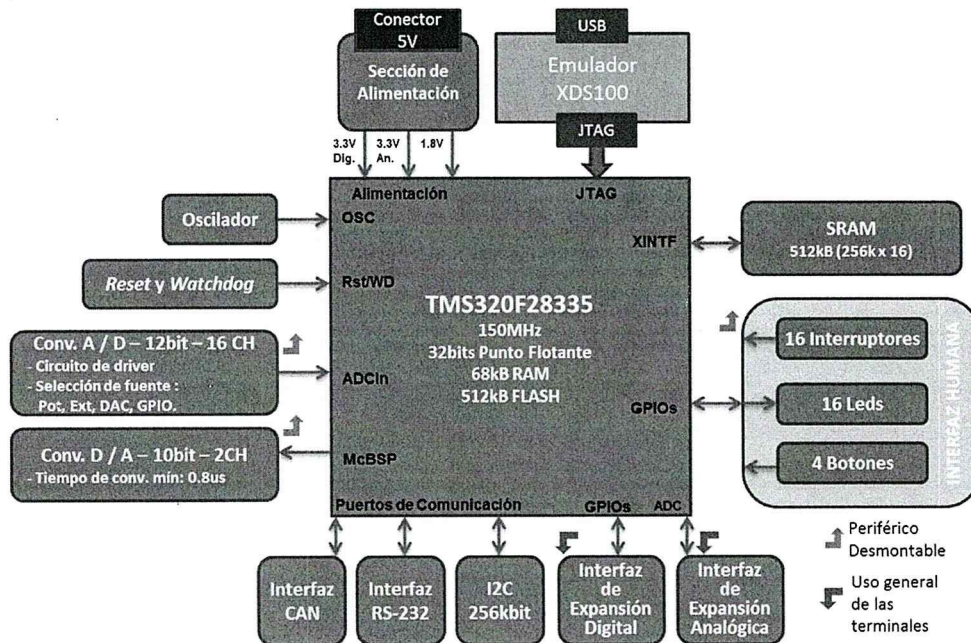 Conector
5V
Sección de
Alimentación
USB
Emulador
XDS100
JTAG
3.3V
Dig.
3.3V
An.
1.8V
Alimentación
JTAG
OSC
Oscilador
XINTF
SRAM
512kB (256k x 16)
Reset y Watchdog
Rst/WD
TMS320F28335
150MHz
32bits Punto Flotante
68kB RAM
512kB FLASH
Conv. A / D – 12bit – 16 CH
- Circuito de driver
- Selección de fuente :
Pot, Ext, DAC, GPIO.
ADCIn
Conv. D / A – 10bit – 2CH
- Tiempo de conv. mín: 0.8us
McBSP
GPIOs
16 Interruptores
16 Leds
4 Botones
INTERFAZ HUMANA
Puertos de Comunicación
GPIOs
ADC
Interfaz
CAN
Interfaz
RS-232
I2C
256kbit
Interfaz
de
Expansión
Digital
Interfaz
de
Expansión
Analógica
Periférico
Desmontable
Uso general
de las
terminales